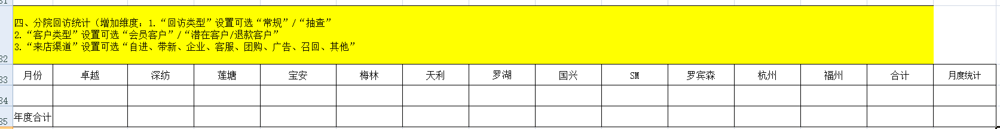 四、分院回访统计（增加维度：1.“回访类型”设置可选“常规”/“抽查”
2.“客户类型”设置可选“会员客户”/“潜在客户/退款客户”
3.“来店渠道”设置可选“自进、带新、企业、客服、团购、广告、召回、其他”
82
83 月份 卓越 深纺 莲塘 宝安 梅林 天利 罗湖 国兴 SM 罗宾森 杭州 福州 合计 月度统计
84
85 年度合计